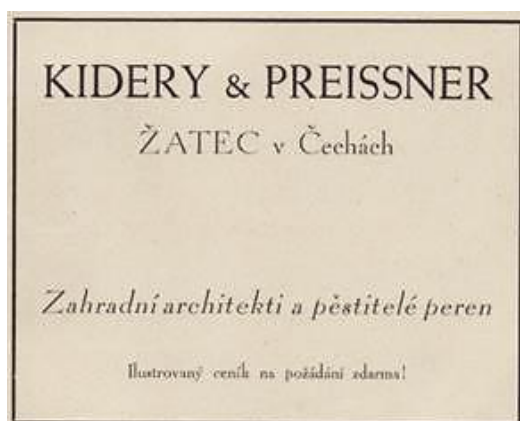 KIDERY & PREISSNER
ŽATEC v Čechách
Zahradní architekti a pěstitelé peren
Ilustrovaný ceník na požádání zdarma!